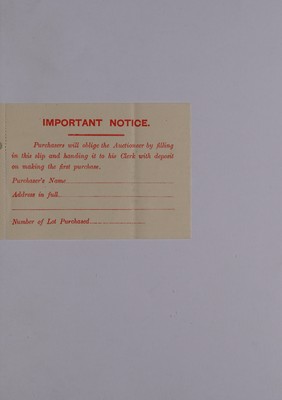 IMPORTANT NOTICE.
Purchasers will oblige the Auctioneer by filling
in this slip and handing it to his Clerk with deposit
on making the first purchase.
Purchaser's Name
Address in full
Number of Lot Purchased